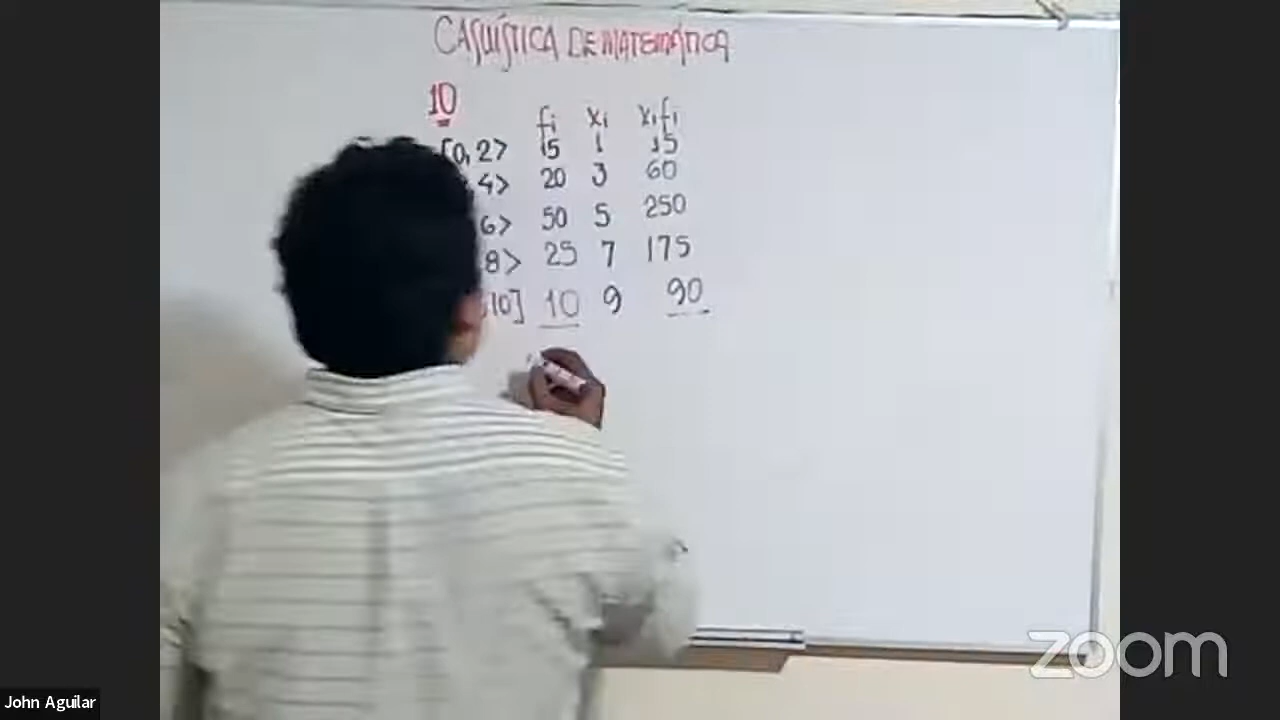 CASUÍSTICA DE MATEMÁTICA
10
fi xi xifi
[0, 2> 15 1 15
4> 20 3 60
6> 50 5 250
8> 25 7 175
10] 10 9 90
zoom
John Aguilar